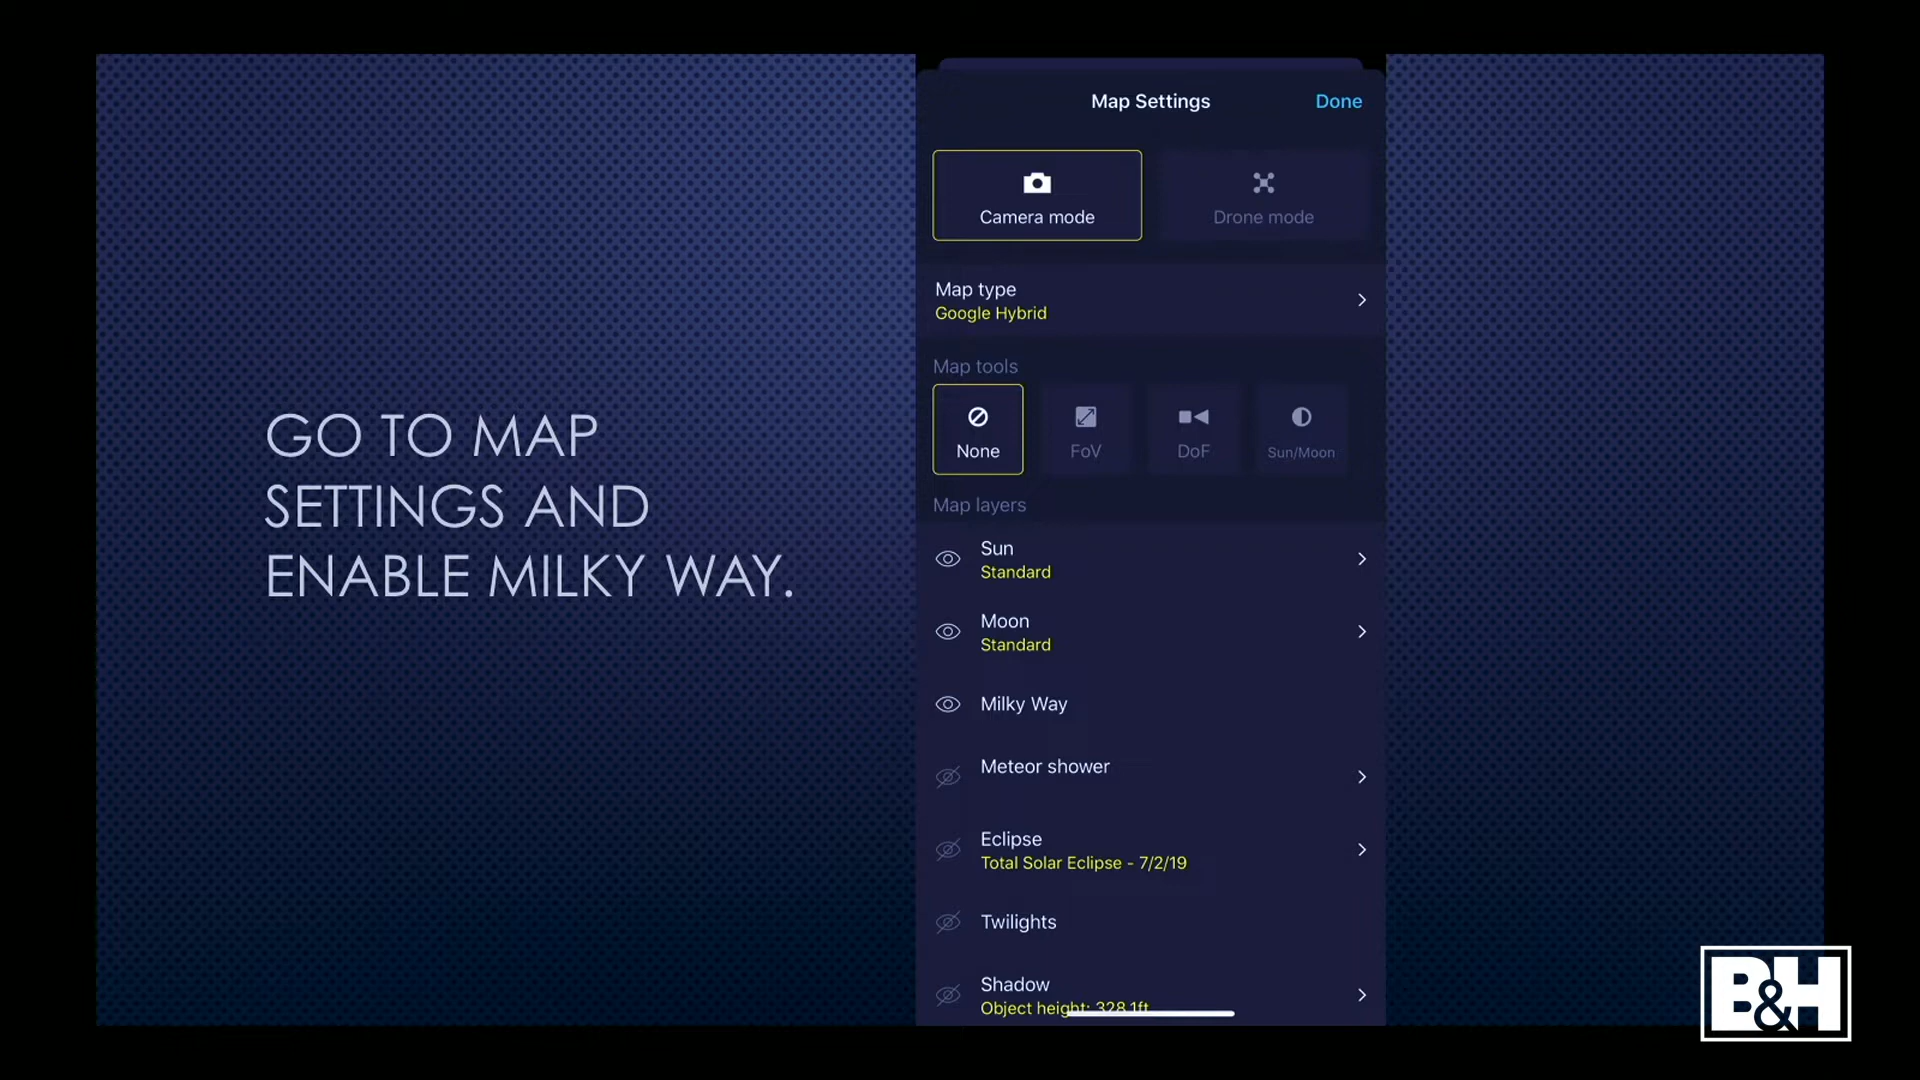 GO TO MAP
SETTINGS AND
ENABLE MILKY WAY.
Map Settings
Done
Camera mode
Drone mode
Map type
Google Hybrid
Map tools
None
FoV
DoF
Sun/Moon
Map layers
Sun
Standard
Moon
Standard
Milky Way
Meteor shower
Eclipse
Total Solar Eclipse - 7/2/19
Twilights
Shadow
Object height: 328.1ft
B&H